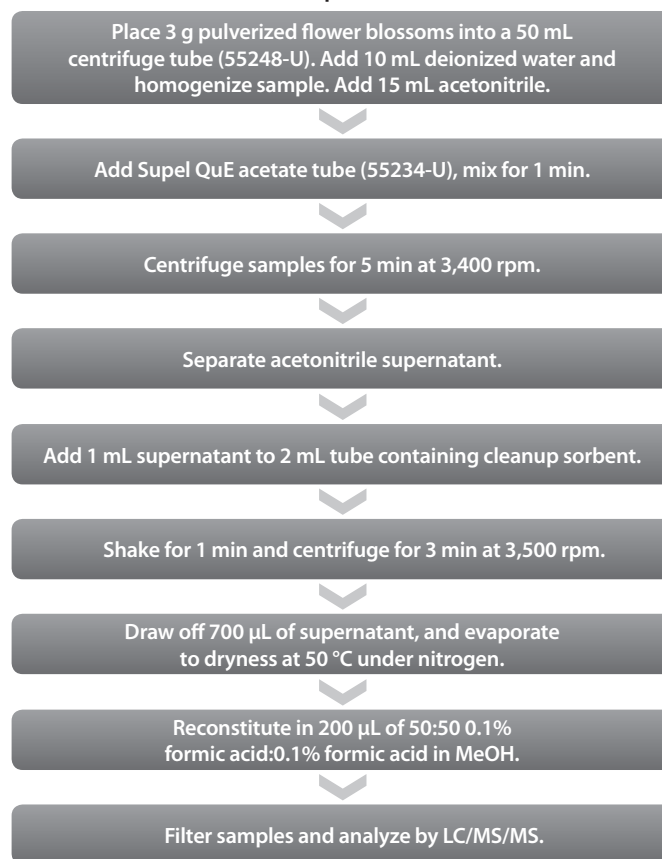 Place 3 g pulverized flower blossoms into a 50 mL
centrifuge tube (55248-U). Add 10 mL deionized water and
homogenize sample. Add 15 mL acetonitrile.
Add Supel QuE acetate tube (55234-U), mix for 1 min.
Centrifuge samples for 5 min at 3,400 rpm.
Separate acetonitrile supernatant.
Add 1 mL supernatant to 2 mL tube containing cleanup sorbent.
Shake for 1 min and centrifuge for 3 min at 3,500 rpm.
Draw off 700 µL of supernatant, and evaporate
to dryness at 50 °C under nitrogen.
Reconstitute in 200 µL of 50:50 0.1%
formic acid:0.1% formic acid in MeOH.
Filter samples and analyze by LC/MS/MS.